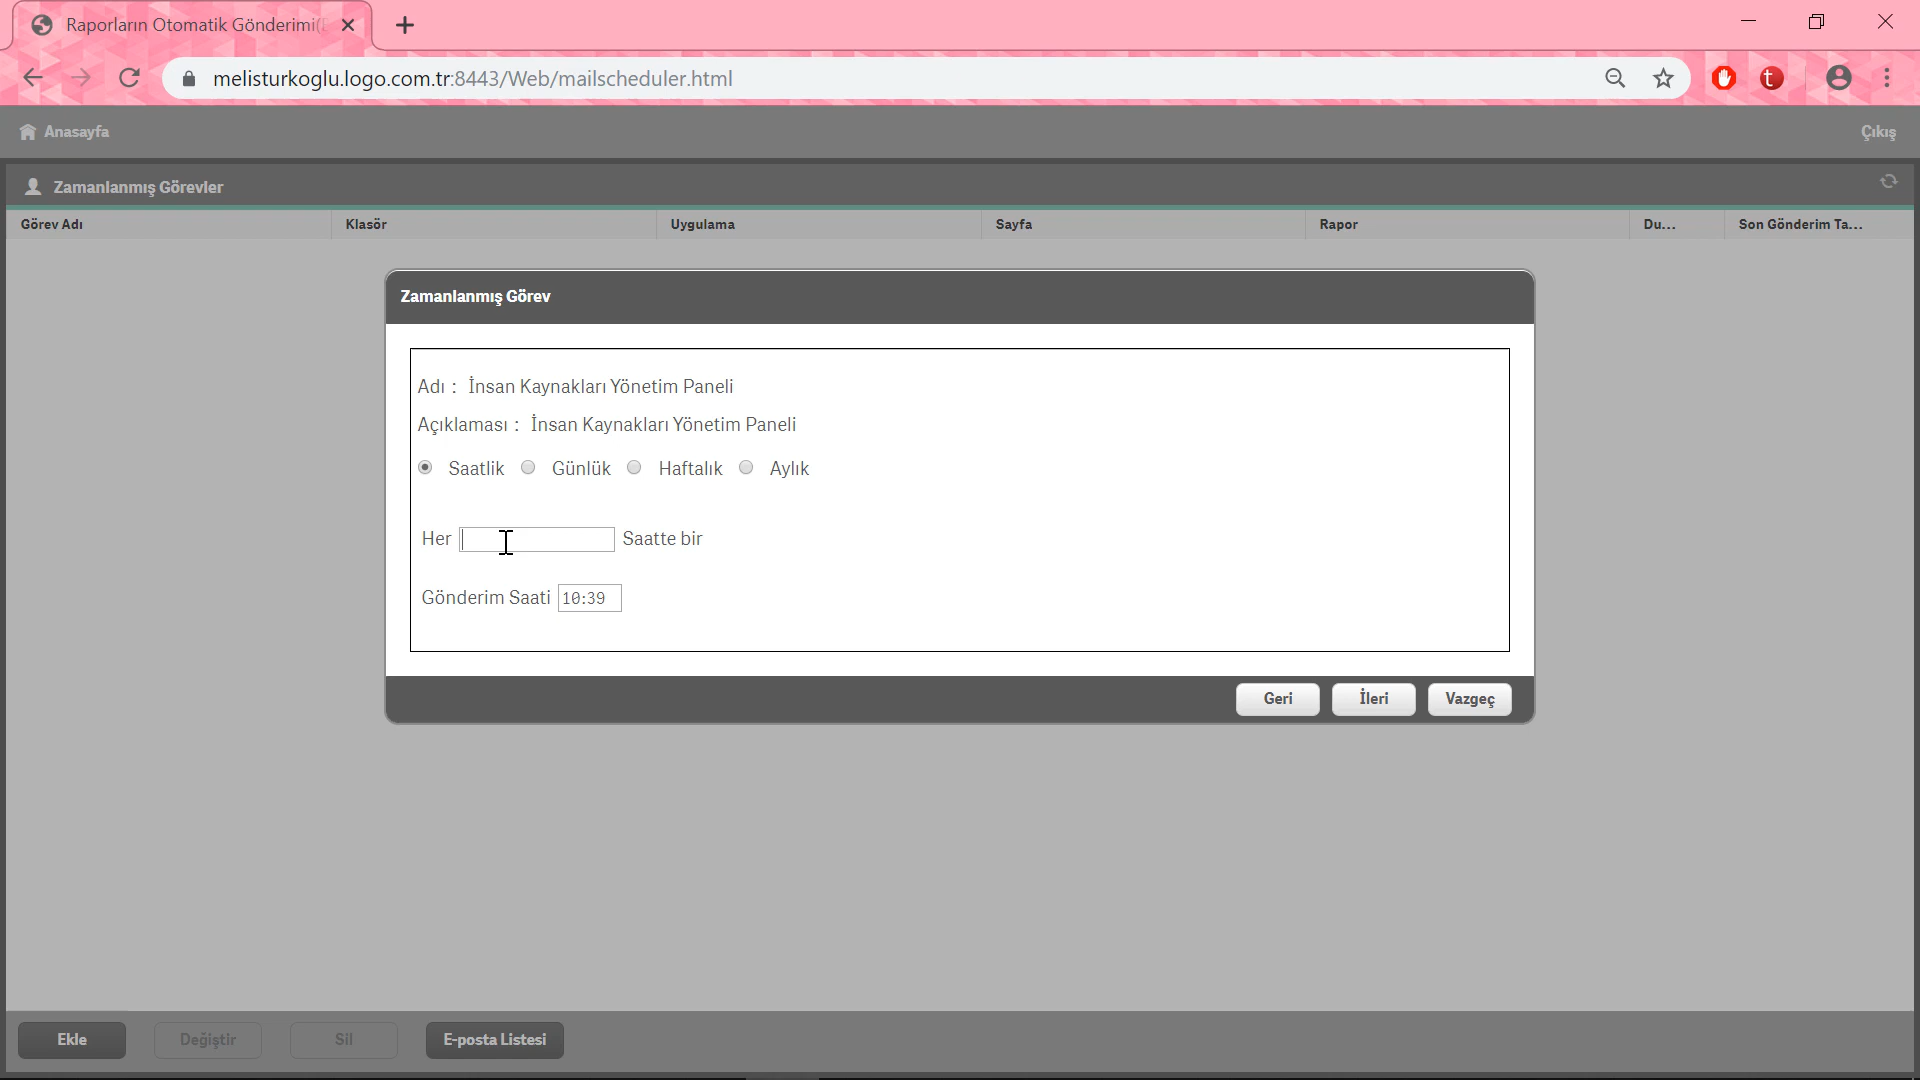 Raporların Otomatik Gönderimi(
melisturkoglu.logo.com.tr:8443/Web/mailscheduler.html
Anasayfa
Çıkış
Zamanlanmış Görevler
Görev Adı Klasör Uygulama Sayfa Rapor Du... Son Gönderim Ta...
Zamanlanmış Görev
Adı : İnsan Kaynakları Yönetim Paneli
Açıklaması : İnsan Kaynakları Yönetim Paneli
Saatlik Günlük Haftalık Aylık
Her Saatte bir
Gönderim Saati 10:39
Geri İleri Vazgeç
Ekle Değiştir Sil E-posta Listesi